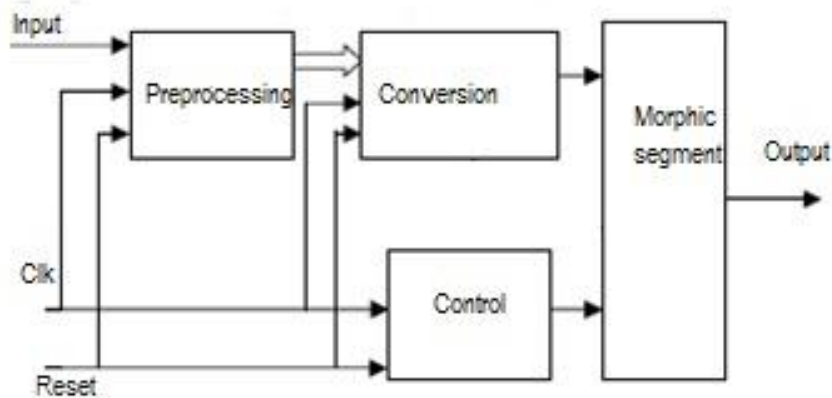 Input
Preprocessing
Conversion
Morphic
segment
Output
Clk
Control
Reset